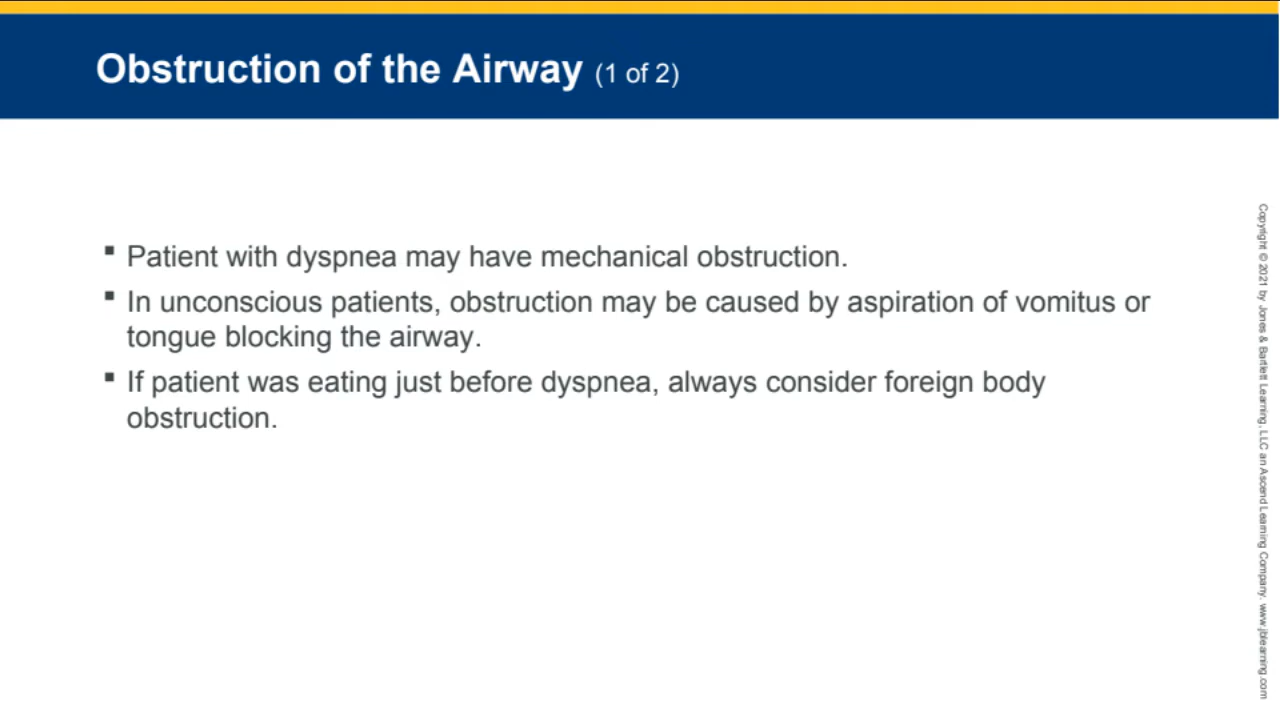 Obstruction of the Airway (1 of 2)
▪ Patient with dyspnea may have mechanical obstruction.
▪ In unconscious patients, obstruction may be caused by aspiration of vomitus or
tongue blocking the airway.
▪ If patient was eating just before dyspnea, always consider foreign body
obstruction.
Copyright © 2021 by Jones & Bartlett Learning, LLC an Ascend Learning Company. www.jblearning.com